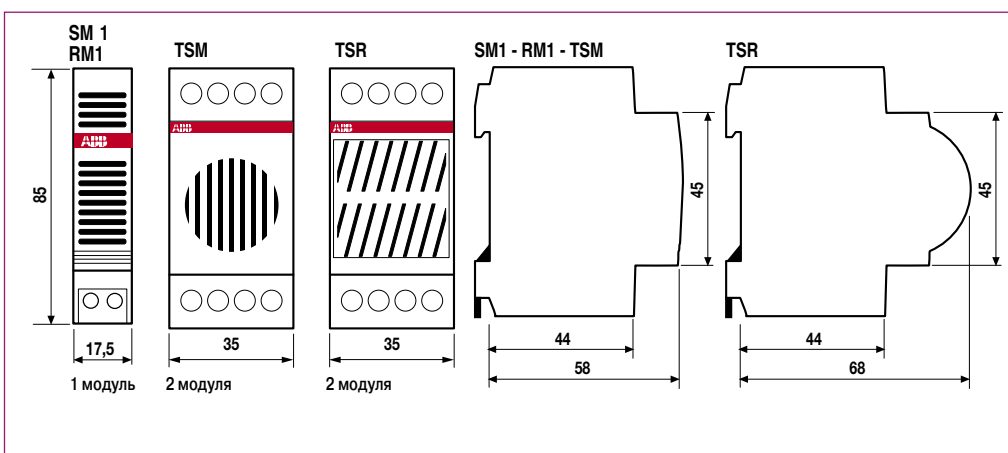 SM 1
RM1
TSM
TSR
SM1 - RM1 - TSM
TSR
ABB
ABB
ABB
85
45
45
17,5
35
35
44
44
58
68
1 модуль
2 модуля
2 модуля